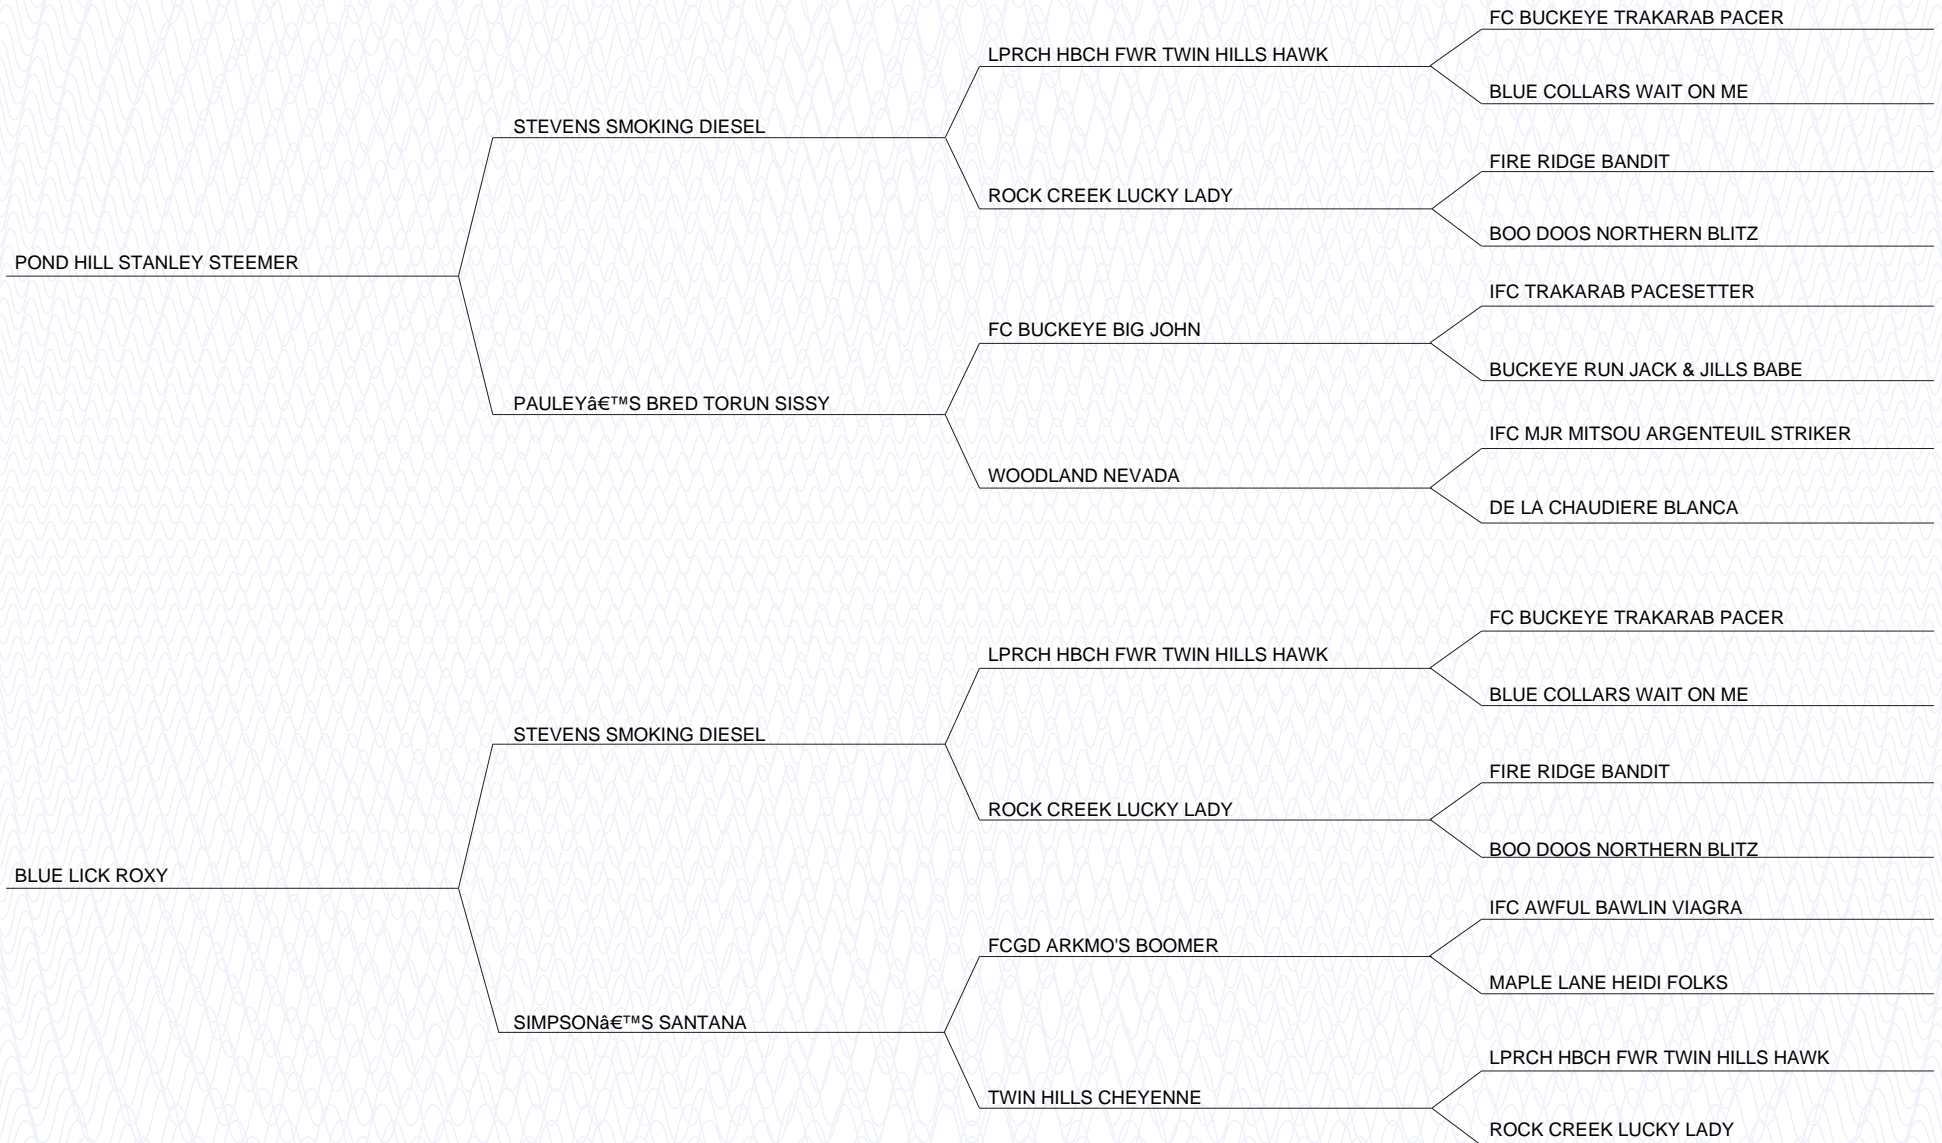 FC BUCKEYE TRAKARAB PACER
LPRCH HBCH FWR TWIN HILLS HAWK
BLUE COLLARS WAIT ON ME
STEVENS SMOKING DIESEL
FIRE RIDGE BANDIT
ROCK CREEK LUCKY LADY
BOO DOOS NORTHERN BLITZ
POND HILL STANLEY STEEMER
IFC TRAKARAB PACESETTER
FC BUCKEYE BIG JOHN
BUCKEYE RUN JACK & JILLS BABE
PAULEY’S BRED TORUN SISSY
IFC MJR MITSOU ARGENTEUIL STRIKER
WOODLAND NEVADA
DE LA CHAUDIERE BLANCA
FC BUCKEYE TRAKARAB PACER
LPRCH HBCH FWR TWIN HILLS HAWK
BLUE COLLARS WAIT ON ME
STEVENS SMOKING DIESEL
FIRE RIDGE BANDIT
ROCK CREEK LUCKY LADY
BOO DOOS NORTHERN BLITZ
BLUE LICK ROXY
IFC AWFUL BAWLIN VIAGRA
FCGD ARKMO'S BOOMER
MAPLE LANE HEIDI FOLKS
SIMPSON’S SANTANA
LPRCH HBCH FWR TWIN HILLS HAWK
TWIN HILLS CHEYENNE
ROCK CREEK LUCKY LADY